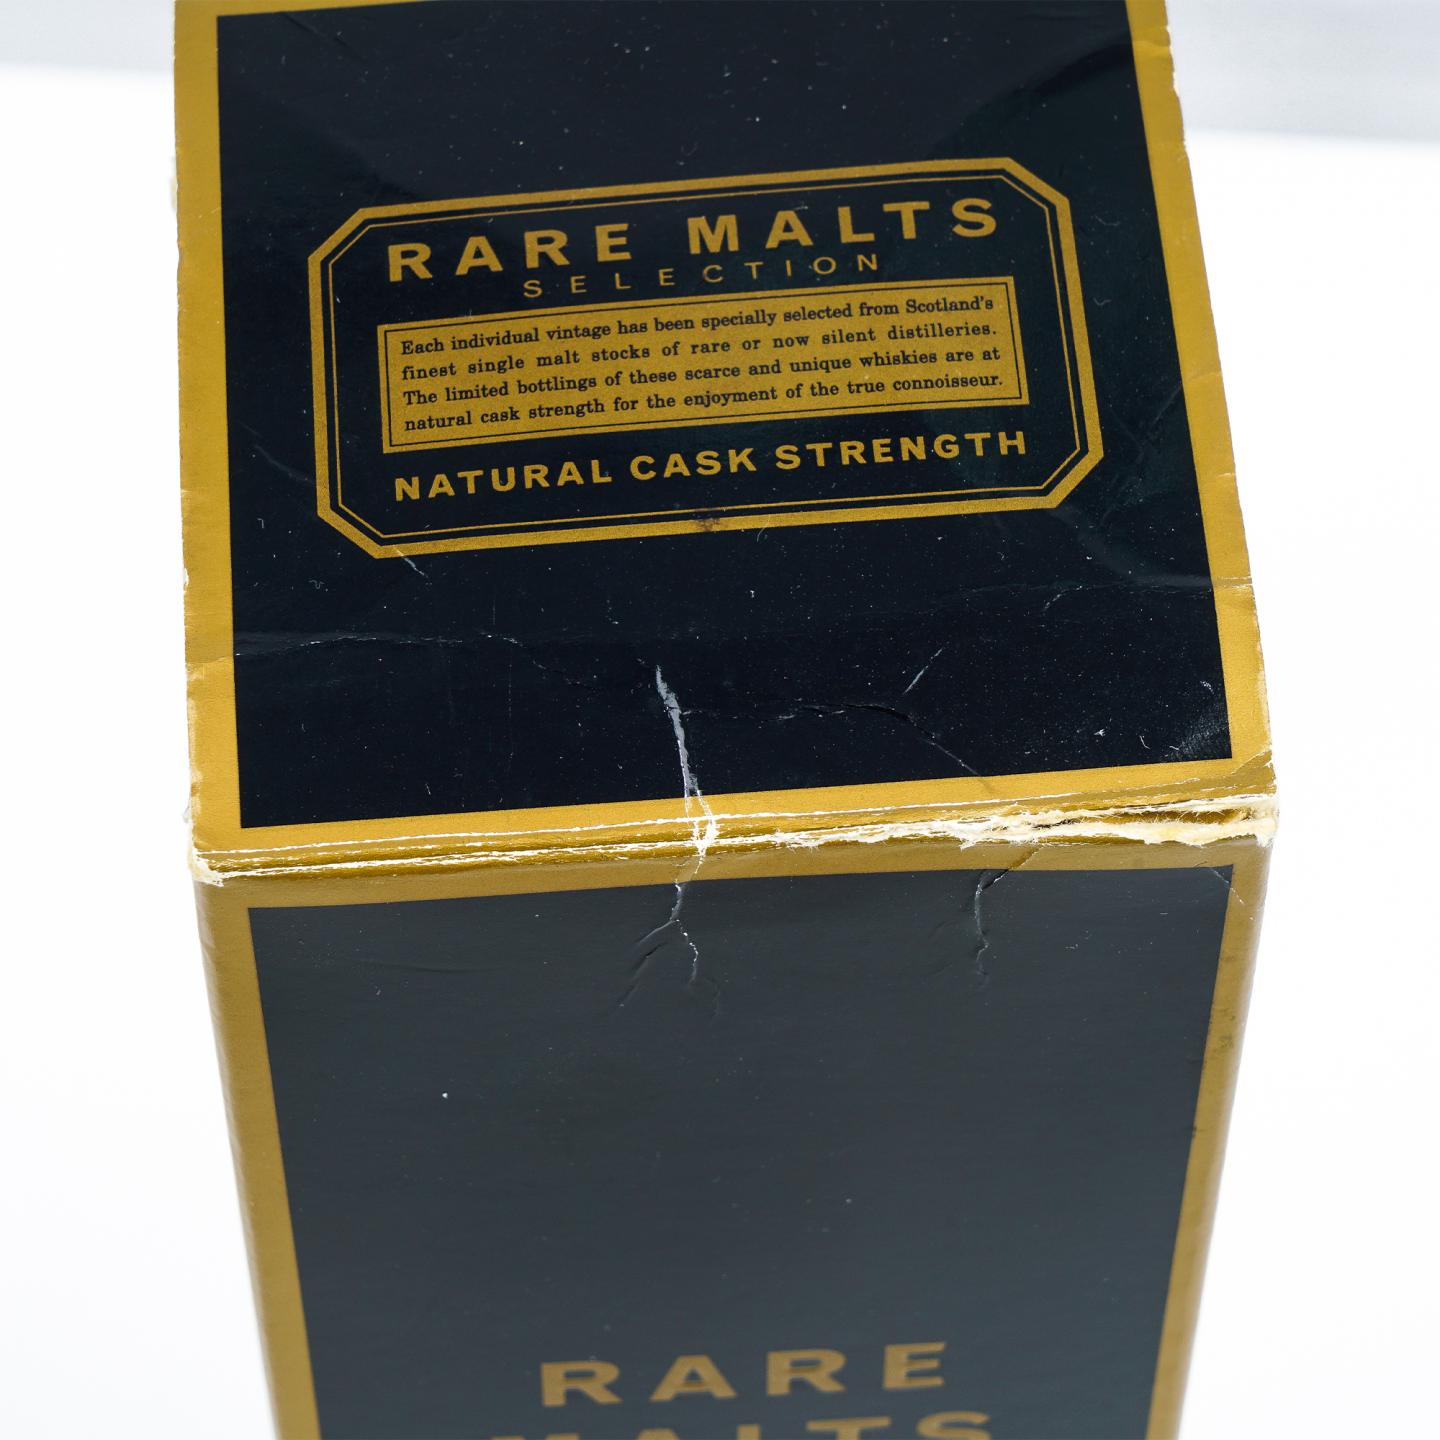 RARE MALTS
SELECTION
Each individual vintage has been specially selected from Scotland's
finest single malt stocks of rare or now silent distilleries.
The limited bottlings of these scarce and unique whiskies are at
natural cask strength for the enjoyment of the true connoisseur.
NATURAL CASK STRENGTH
RARE
MALTS